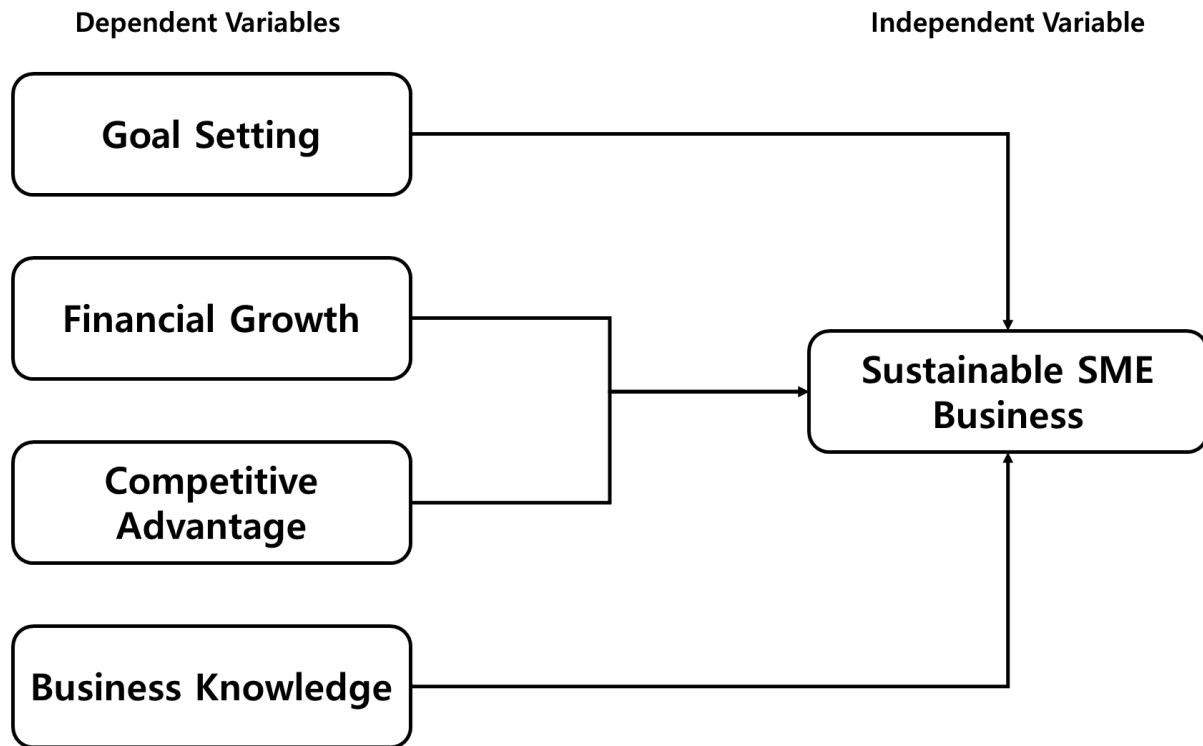 Dependent Variables
Independent Variable
Goal Setting
Financial Growth
Competitive
Advantage
Business Knowledge
Sustainable SME
Business